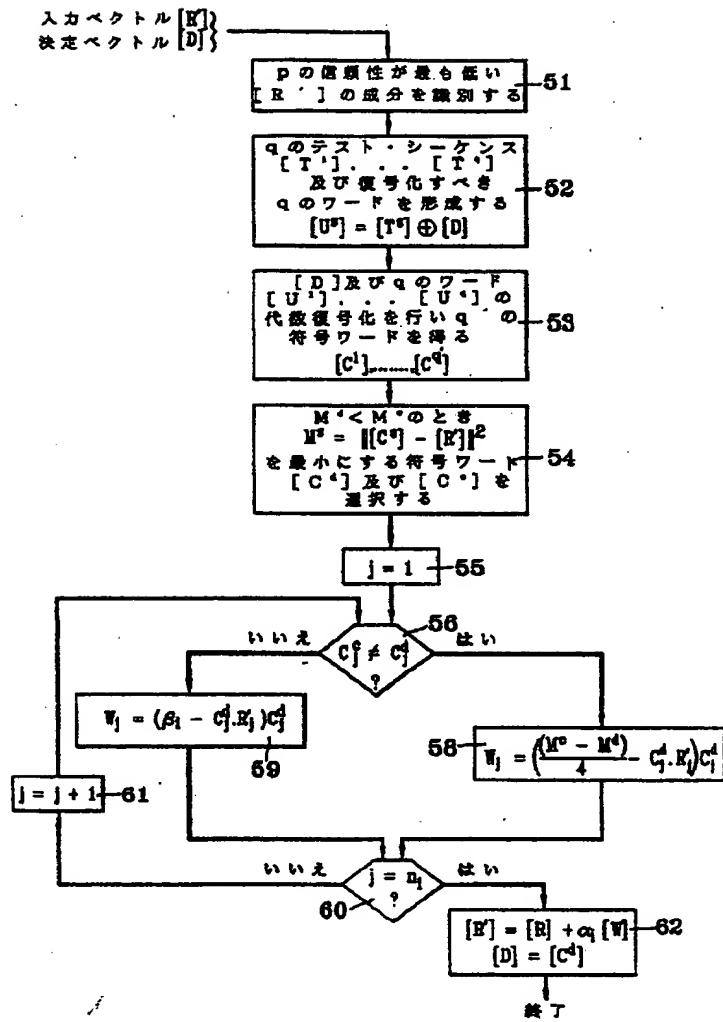 入力ベクトル[R']
決定ベクトル[D]
pの信頼性が最も低い
[R']の成分を識別する
51
qのテスト・シーケンス
[T¹]...[T^q]
及び復号化すべき
qのワードを形成する
[Uˢ] = [Tˢ]⊕[D]
52
[D]及びqのワード
[U¹]...[U^q]の
代数復号化を行いq'の
符号ワードを得る
[C¹],........[C^q']
53
M^d < M^cのとき
Mˢ = ||[Cˢ] - [R']||²
を最小にする符号ワード
[C^d]及び[C^c]を
選択する
54
j = 1
55
56
いいえ
はい
C_j^c ≠ C_j^d
?
W_j = (β_i - C_j^d.R'_j)C_j^d
59
58
W_j = ((M^c - M^d)/4 - C_j^d.R'_j)C_j^d
j = j + 1
61
いいえ
はい
j = n_i
?
60
[R'] = [R] + α_i [W]
[D] = [C^d]
62
終了